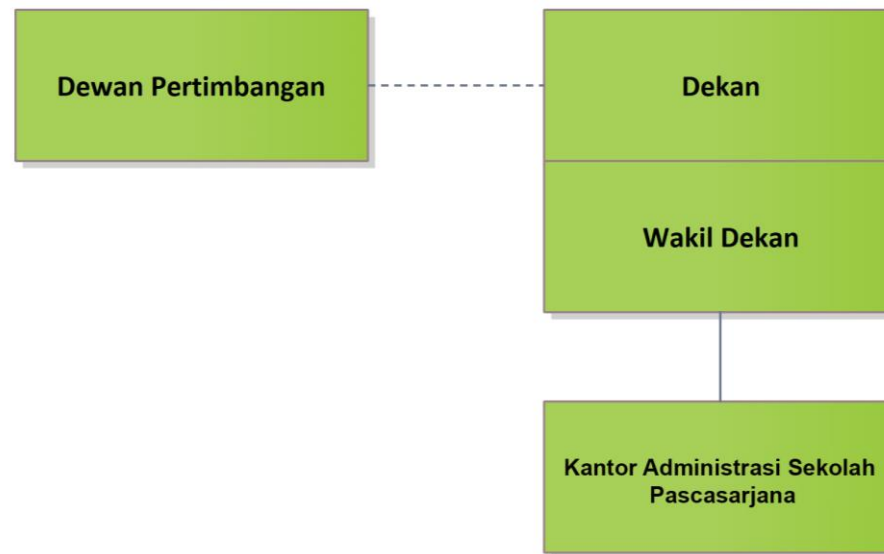 Dewan Pertimbangan
Dekan
Wakil Dekan
Kantor Administrasi Sekolah
Pascasarjana